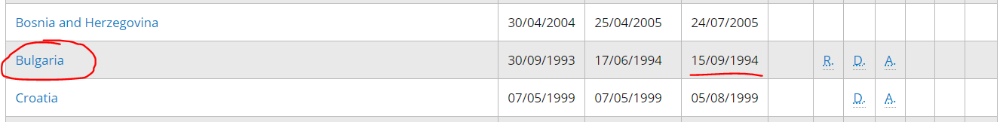 Bosnia and Herzegovina 30/04/2004 25/04/2005 24/07/2005
Bulgaria 30/09/1993 17/06/1994 15/09/1994 R. D. A.
Croatia 07/05/1999 07/05/1999 05/08/1999 D. A.